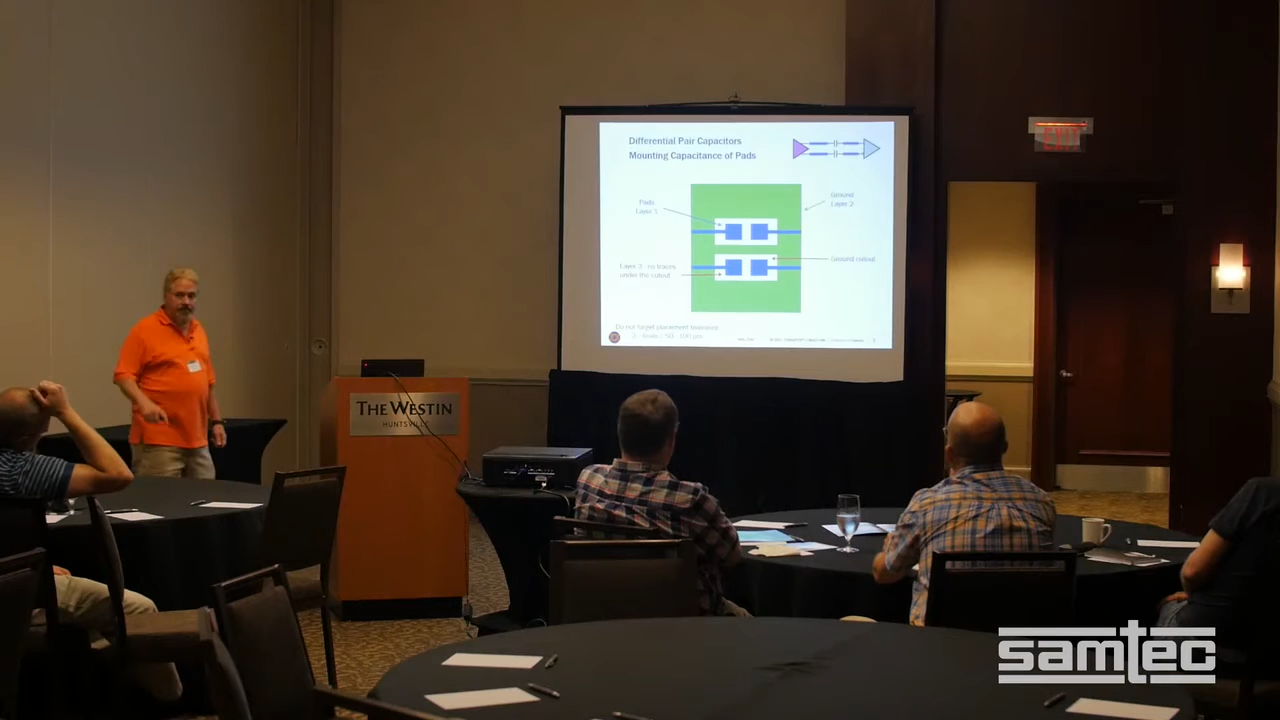 Differential Pair Capacitors
Mounting Capacitance of Pads
Pads
Layer 1
Ground
Layer 2
Layer 3 no traces
under the cutout
Ground cutout
Do not forget placement
EXIT
THE WESTIN
HUNTSVILLE
samtec